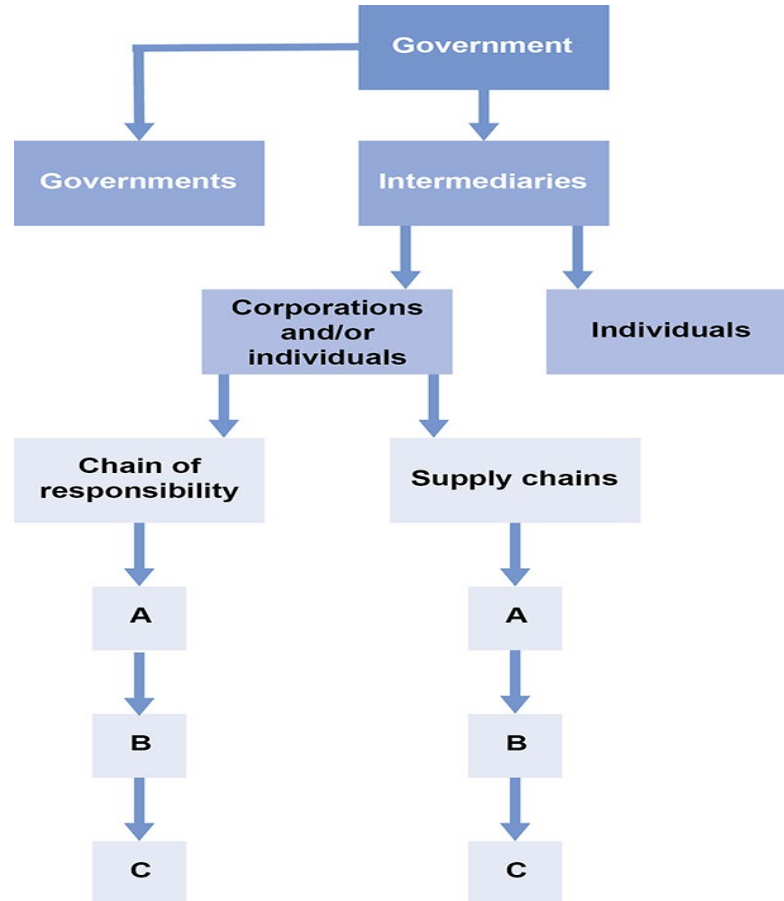 Government
Governments
Intermediaries
Corporations
and/or
individuals
Individuals
Chain of
responsibility
Supply chains
A
A
B
B
C
C